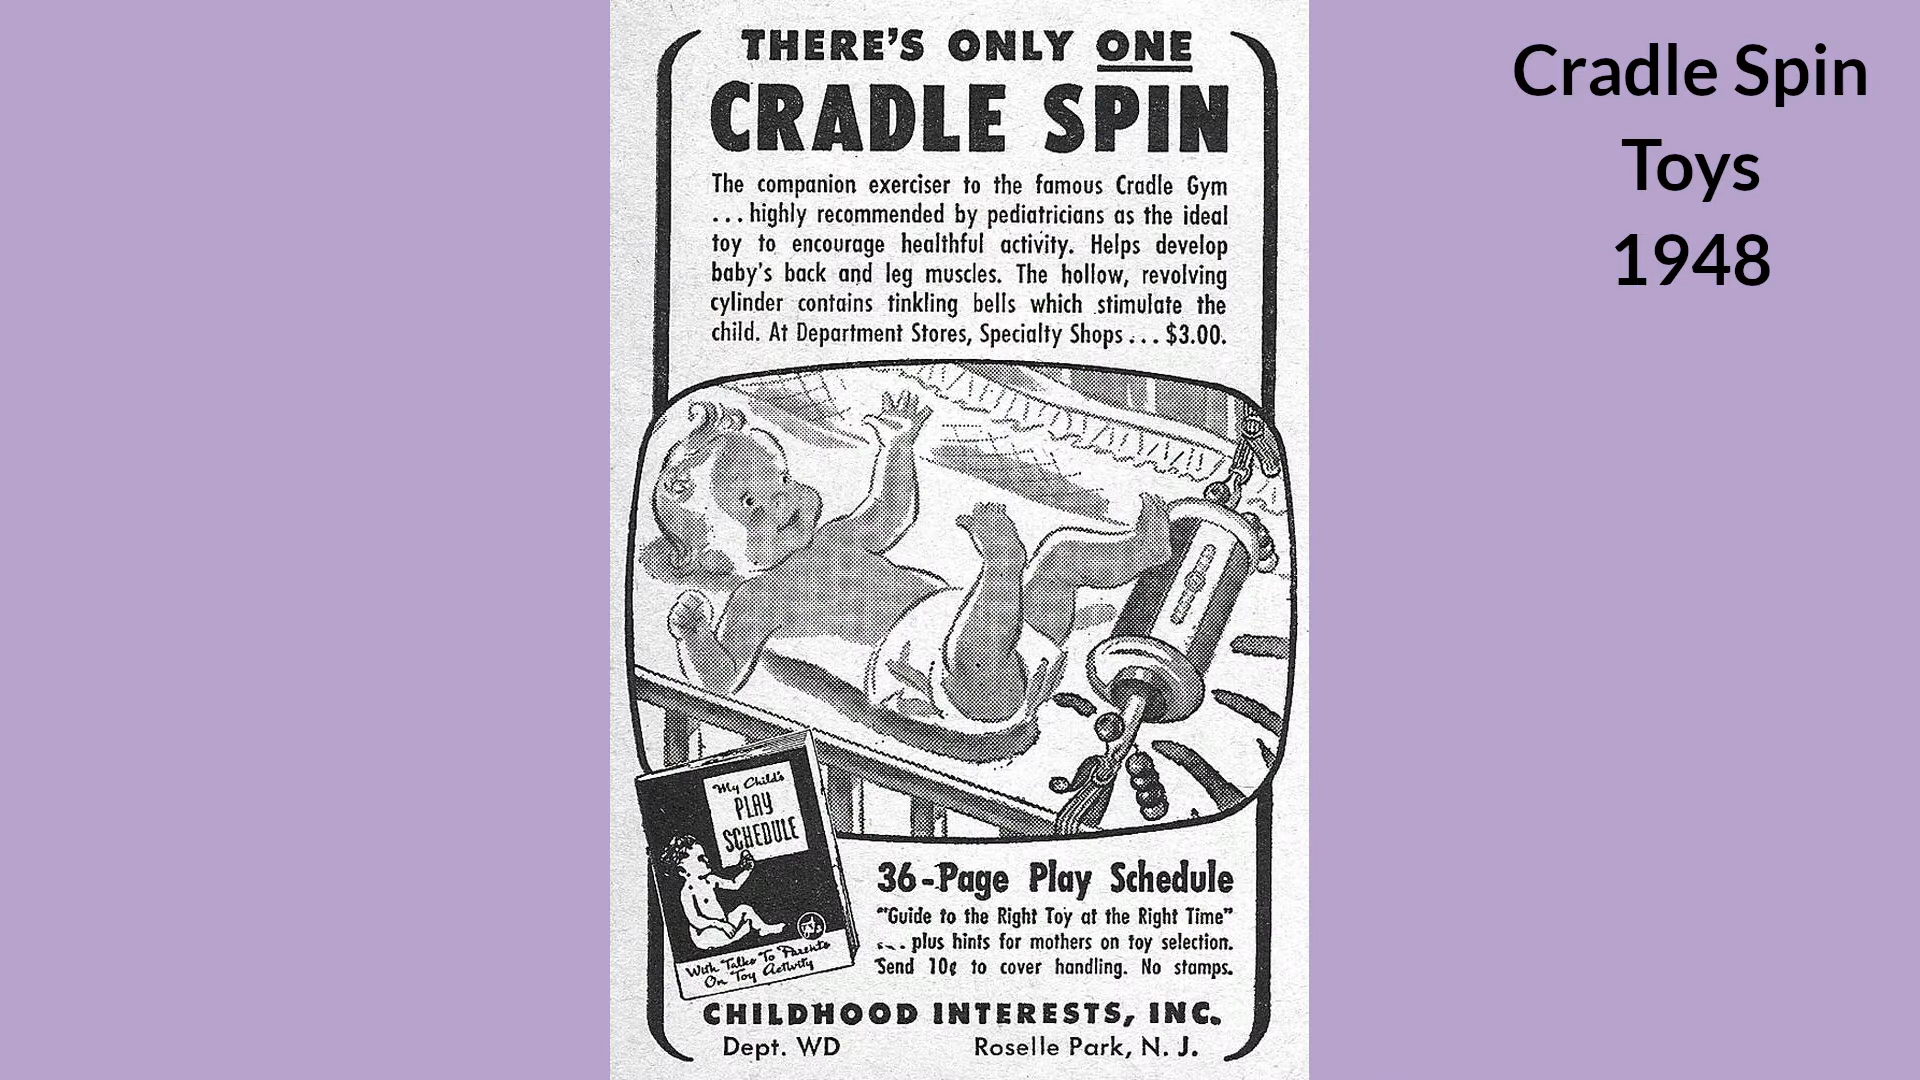 THERE'S ONLY ONE
CRADLE SPIN
The companion exerciser to the famous Cradle Gym
... highly recommended by pediatricians as the ideal
toy to encourage healthful activity. Helps develop
baby's back and leg muscles. The hollow, revolving
cylinder contains tinkling bells which stimulate the
child. At Department Stores, Specialty Shops ... $3.00.
My Child's
PLAY
SCHEDULE
With Talks To Parents
On Toy Activity
36-Page Play Schedule
"Guide to the Right Toy at the Right Time"
... plus hints for mothers on toy selection.
Send 10¢ to cover handling. No stamps.
CHILDHOOD INTERESTS, INC.
Dept. WD Roselle Park, N. J.
Cradle Spin
Toys
1948